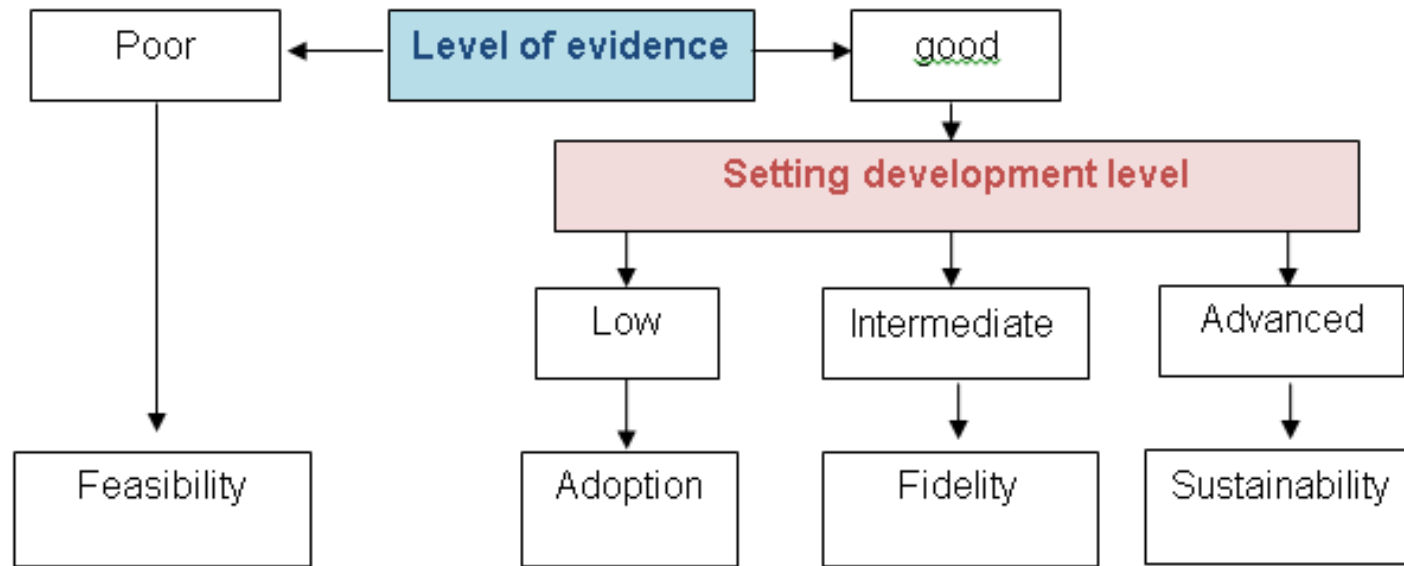 Poor
Level of evidence
good
Setting development level
Low
Intermediate
Advanced
Feasibility
Adoption
Fidelity
Sustainability